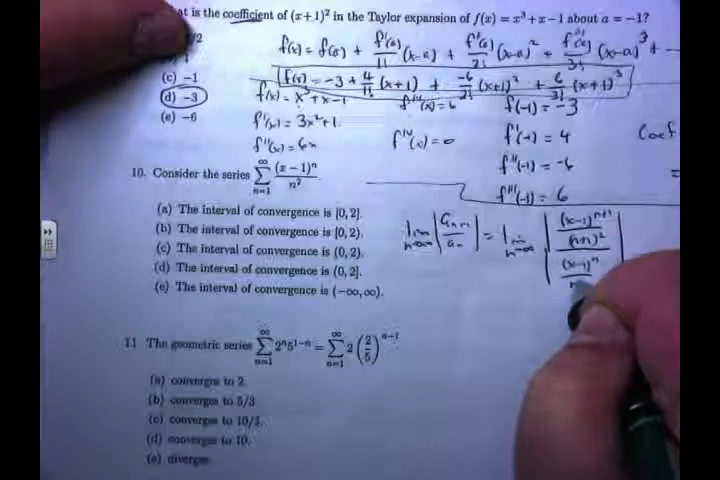 at is the coefficient of (x+1)² in the Taylor expansion of f(x) = x³ + x − 1 about a = −1?
f(x) = f(a) + f'(a)/1! (x-a) + f''(a)/2! (x-a)² + f'''(a)/3! (x-a)³ +
f(x) = -3 + 4/1! (x+1) + -6/2! (x+1)² + 6/3! (x+1)³
(c) −1
(d) −3
(e) −6
f(x) = x³ + x - 1
f'(x) = 3x² + 1
f''(x) = 6x
f'''(x) = 6
f^{IV}(x) = 0
f(-1) = -3
f'(-1) = 4
f''(-1) = -6
f'''(-1) = 6
Coef
=
10. Consider the series ∑_{n=1}^{∞} (x−1)ⁿ/n².
(a) The interval of convergence is [0, 2].
(b) The interval of convergence is [0, 2).
(c) The interval of convergence is (0, 2).
(d) The interval of convergence is (0, 2].
(e) The interval of convergence is (−∞, ∞).
lim_{n→∞} |a_{n+1}/a_n| = lim_{n→∞} | (x-1)^{n+1}/(n+1)² / (x-1)ⁿ/n |
11 The geometric series ∑_{n=1}^{∞} 2ⁿ5^{1−n} = ∑_{n=1}^{∞} 2 (2/5)^{n−1}
(a) converges to 2
(b) converges to 5/3
(c) converges to 10/3.
(d) converges to 10.
(e) diverges.